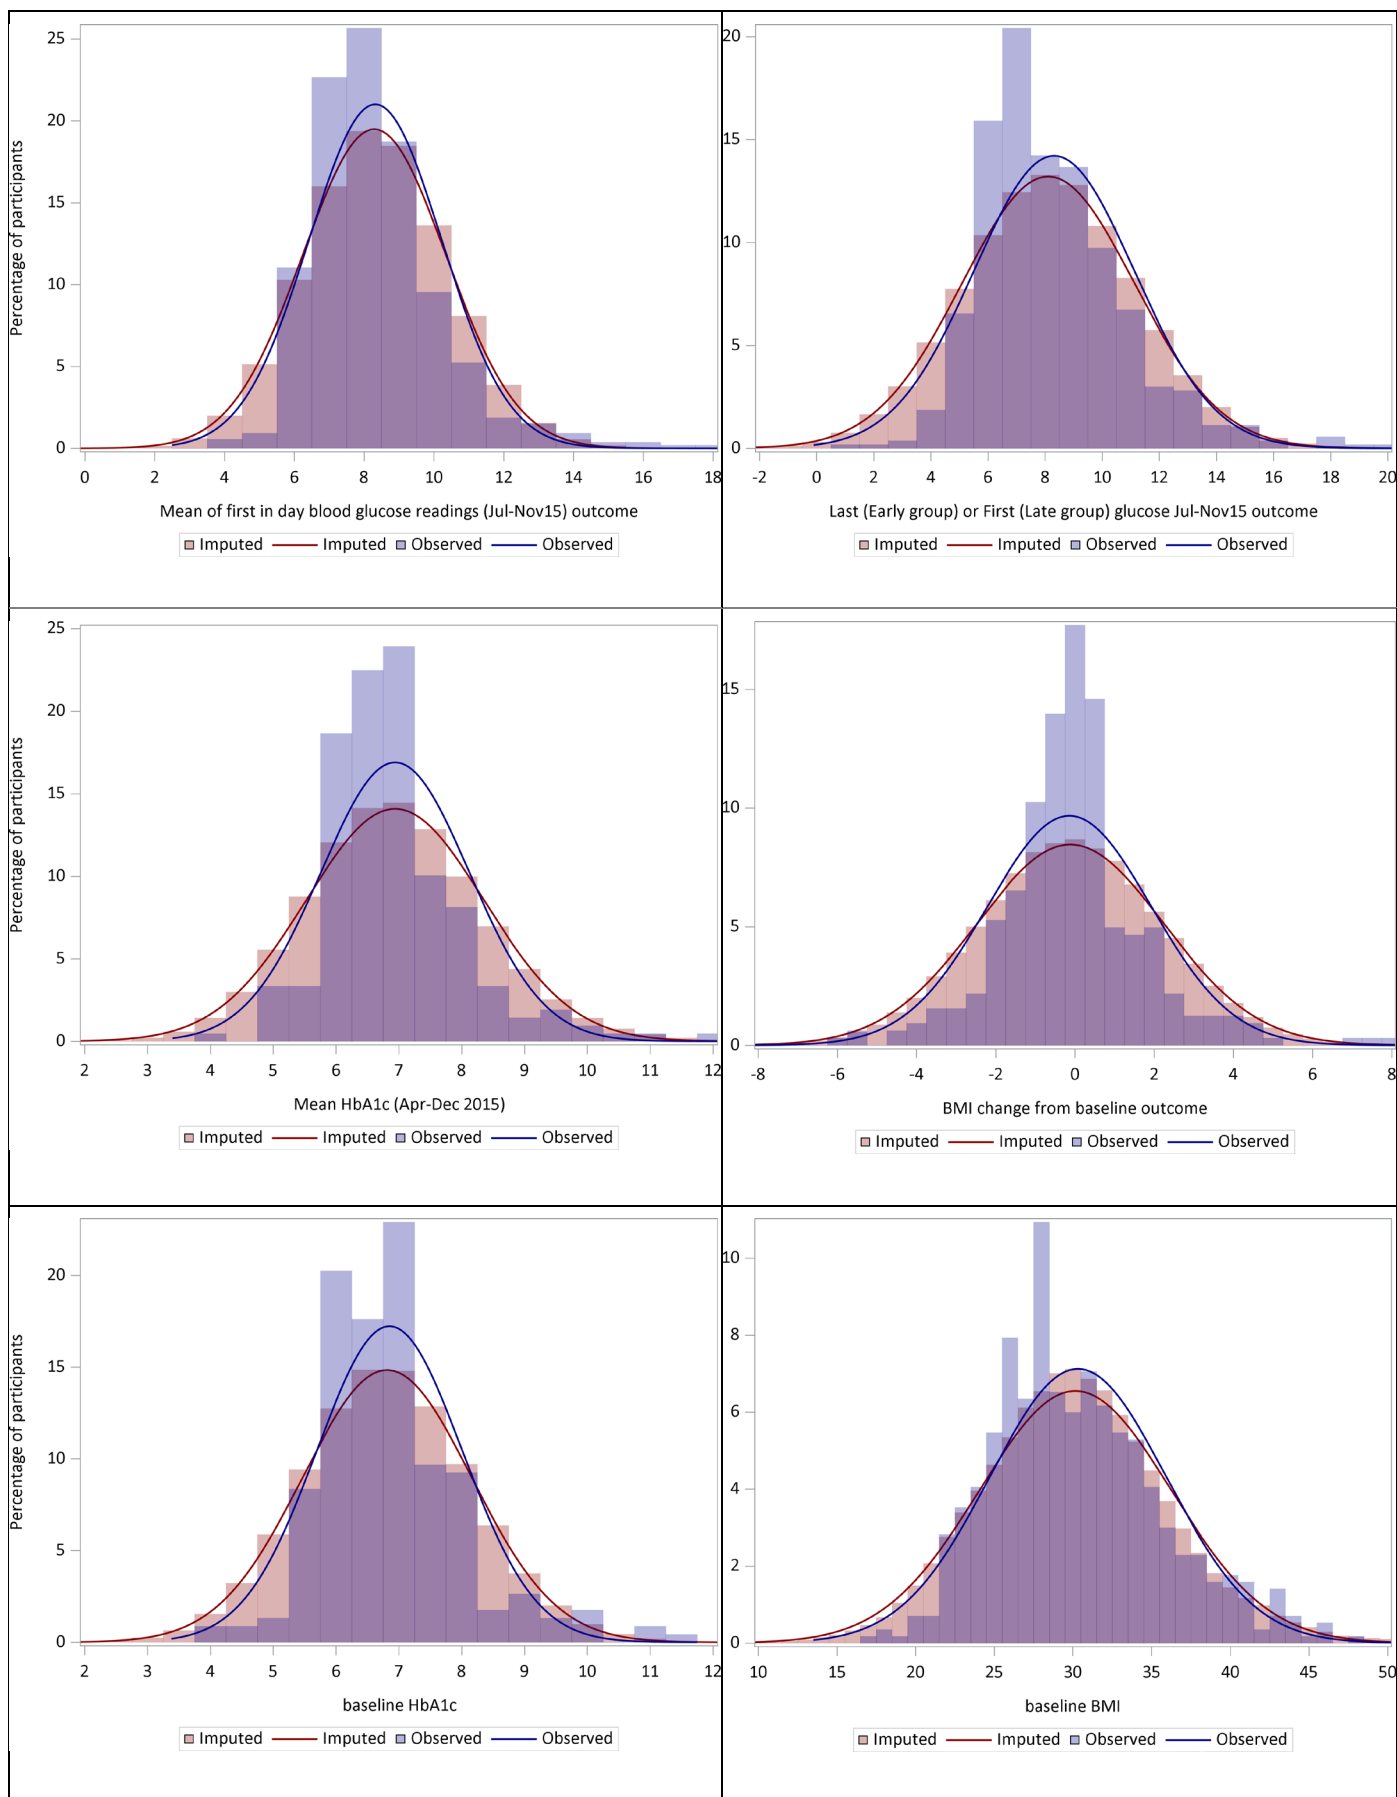 Percentage of participants
25
20
15
10
5
0
0 2 4 6 8 10 12 14 16 18
Mean of first in day blood glucose readings (Jul-Nov15) outcome
Imputed Imputed Observed Observed
20
15
10
5
0
-2 0 2 4 6 8 10 12 14 16 18 20
Last (Early group) or First (Late group) glucose Jul-Nov15 outcome
Imputed Imputed Observed Observed
Percentage of participants
25
20
15
10
5
0
2 3 4 5 6 7 8 9 10 11 12
Mean HbA1c (Apr-Dec 2015)
Imputed Imputed Observed Observed
15
10
5
0
-8 -6 -4 -2 0 2 4 6 8
BMI change from baseline outcome
Imputed Imputed Observed Observed
Percentage of participants
20
15
10
5
0
2 3 4 5 6 7 8 9 10 11 12
baseline HbA1c
Imputed Imputed Observed Observed
10
8
6
4
2
0
10 15 20 25 30 35 40 45 50
baseline BMI
Imputed Imputed Observed Observed